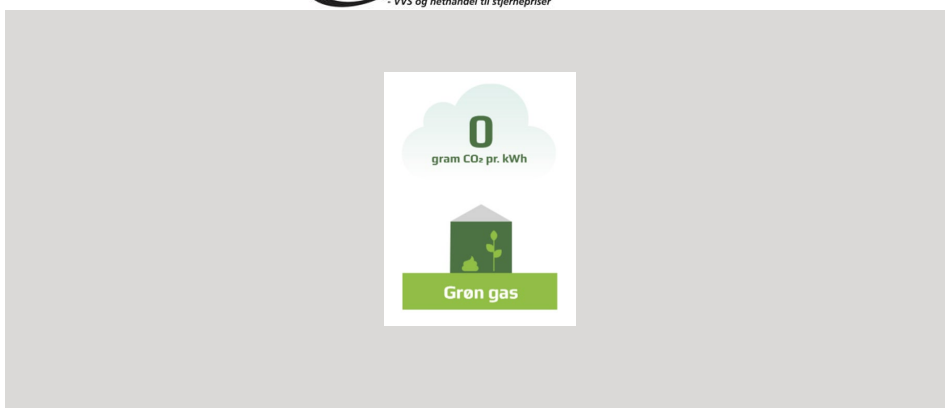 - VVS og nethandel til stjernepriser
0
gram CO₂ pr. kWh
Grøn gas